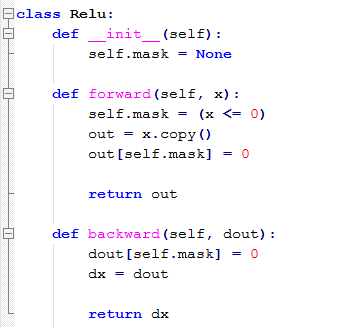 class Relu:
    def __init__(self):
        self.mask = None

    def forward(self, x):
        self.mask = (x <= 0)
        out = x.copy()
        out[self.mask] = 0

        return out

    def backward(self, dout):
        dout[self.mask] = 0
        dx = dout

        return dx